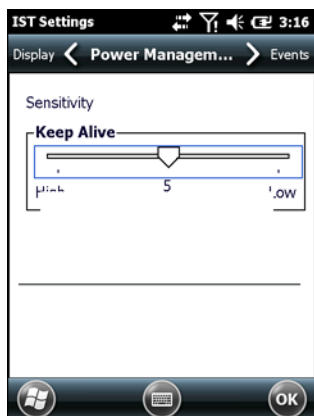 IST Settings 3:16
Display Power Managem... Events
Sensitivity
Keep Alive
5
OK